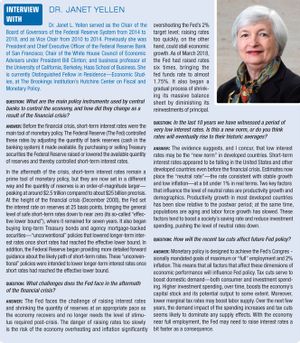 INTERVIEW
WITH
DR. JANET YELLEN
Dr. Janet L. Yellen served as the Chair of the
Board of Governors of the Federal Reserve System from 2014 to
2018, and as Vice Chair from 2010 to 2014. Previously she was
President and Chief Executive Officer of the Federal Reserve Bank
of San Francisco; Chair of the White House Council of Economic
Advisers under President Bill Clinton; and business professor at
the University of California, Berkeley, Haas School of Business. She
is currently Distinguished Fellow in Residence—Economic Stud-
ies, at The Brookings Institution's Hutchins Center on Fiscal and
Monetary Policy.
QUESTION: What are the main policy instruments used by central
banks to control the economy and how did they change as a
result of the financial crisis?
ANSWER: Before the financial crisis, short-term interest rates were the
main tool of monetary policy. The Federal Reserve (The Fed) controlled
these rates by adjusting the quantity of bank reserves (cash in the
banking system) it made available. By purchasing or selling Treasury
securities the Federal Reserve raised or lowered the available quantity
of reserves and thereby controlled short-term interest rates.
In the aftermath of the crisis, short-term interest rates remain a
prime tool of monetary policy, but they are now set in a different
way and the quantity of reserves is an order-of-magnitude larger—
peaking at around $2.5 trillion compared to about $25 billion pre-crisis.
At the height of the financial crisis (December 2008), the Fed set
the interest rate on reserves at 25 basis points, bringing the general
level of safe short-term rates down to near zero (its so-called "effec-
tive lower bound"), where it remained for seven years. It also began
buying long-term Treasury bonds and agency mortgage-backed
securities—"unconventional" policies that lowered longer-term inter-
est rates once short rates had reached the effective lower bound. In
addition, the Federal Reserve began providing more detailed forward
guidance about the likely path of short-term rates. These "unconven-
tional" policies were intended to lower longer-term interest rates once
short rates had reached the effective lower bound.
QUESTION: What challenges does the Fed face in the aftermath
of the financial crisis?
ANSWER: The Fed faces the challenge of raising interest rates
and shrinking the quantity of reserves at an appropriate pace as
the economy recovers and no longer needs the level of stimu-
lus required post-crisis. The danger of raising rates too slowly
is the risk of the economy overheating and inflation significantly
overshooting the Fed's 2%
target level; raising rates
too quickly, on the other
hand, could stall economic
growth. As of March 2018,
the Fed had raised rates
six times, bringing the
fed funds rate to almost
1.75%. It also began a
gradual process of shrink-
ing its massive balance
sheet by diminishing its
reinvestments of principal.
QUESTION: In the last 10 years we have witnessed a period of
very low interest rates. Is this a new norm, or do you think
rates will eventually rise to their historic averages?
ANSWER: The evidence suggests, and I concur, that low interest
rates may be the "new norm" in developed countries. Short-term
interest rates appeared to be falling in the United States and other
developed countries even before the financial crisis. Estimates now
place the "neutral rate"—the rate consistent with stable growth
and low inflation—at a bit under 1% in real terms. Two key factors
that influence the level of neutral rates are productivity growth and
demographics. Productivity growth in most developed countries
has been slow relative to the postwar period; at the same time,
populations are aging and labor force growth has slowed. These
factors tend to boost a society's saving rate and reduce investment
spending, pushing the level of neutral rates down.
QUESTION: How will the recent tax cuts affect future Fed policy?
ANSWER: Monetary policy is designed to achieve the Fed's Congres-
sionally mandated goals of maximum or "full" employment and 2%
inflation. This means that all factors that affect these dimensions of
economic performance will influence Fed policy. Tax cuts serve to
boost domestic demand—both consumer and investment spend-
ing. Higher investment spending, over time, boosts the economy's
capital stock and its potential output to some extent. Moreover,
lower marginal tax rates may boost labor supply. Over the next few
years, the demand impact of the spending increases and tax cuts
seems likely to dominate any supply effects. With the economy
near full employment, the Fed may need to raise interest rates a
bit faster as a consequence.